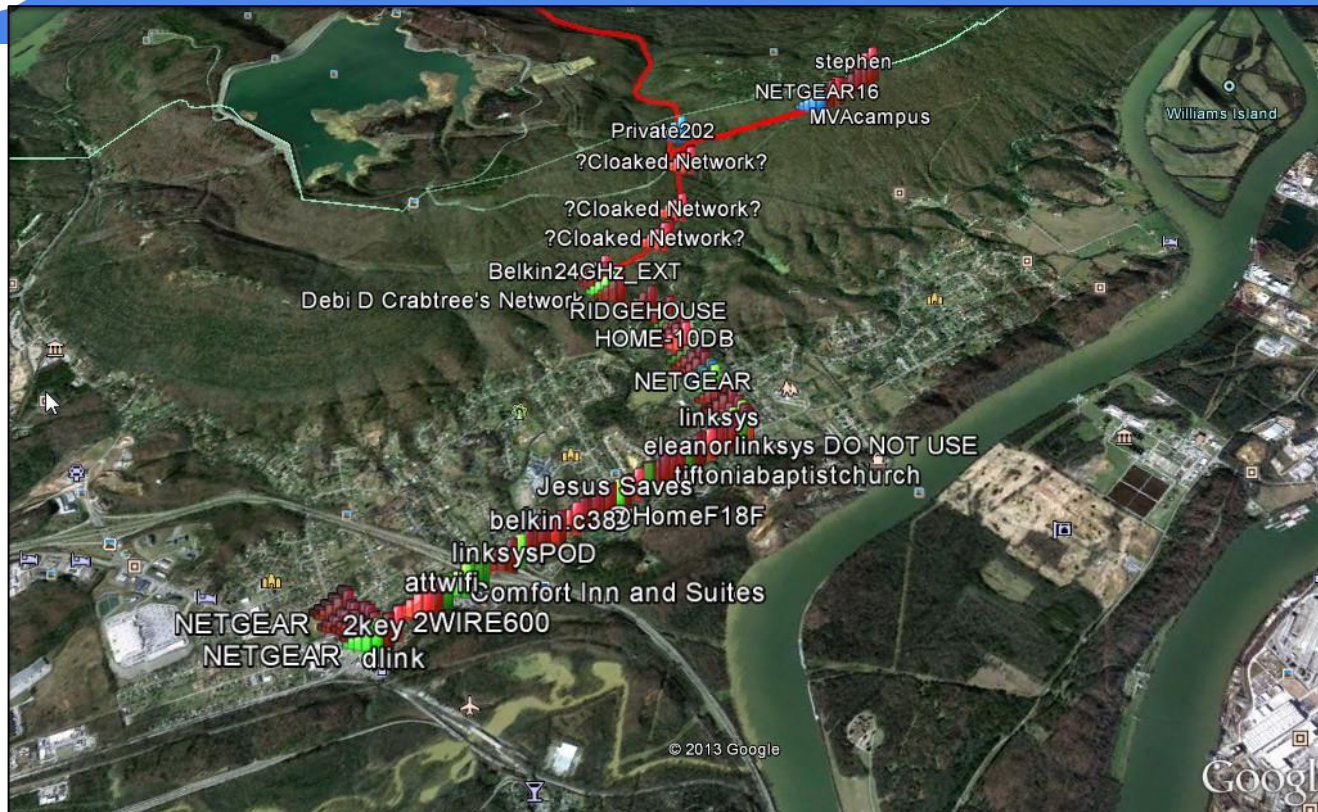 stephen
NETGEAR16
MVAcampus
Williams Island
Private202
?Cloaked Network?
?Cloaked Network?
?Cloaked Network?
Belkin24GHz_EXT
Debi D Crabtree's Network
RIDGEHOUSE
HOME-10DB
NETGEAR
linksys
eleanorlinksys DO NOT USE
tiftoniabaptistchurch
Jesus Saves
@HomeF18F
linksysPOD
attwifi
Comfort Inn and Suites
NETGEAR
2key
2WIRE600
NETGEAR
dlink
© 2013 Google
Googl